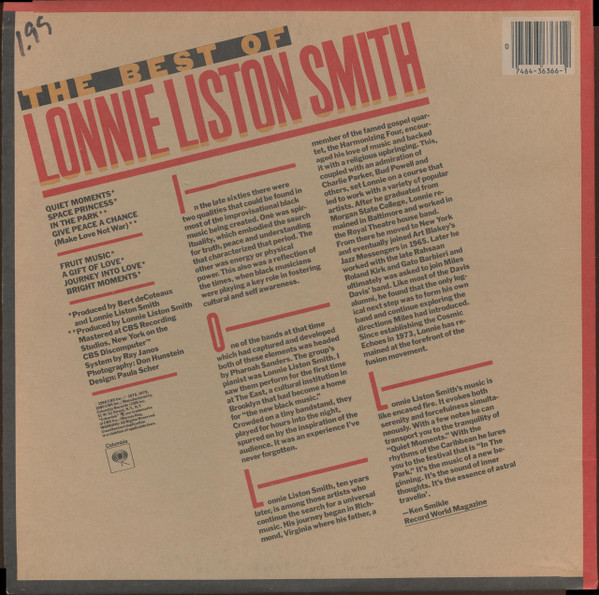 1.99
0
7464-36366-1
THE BEST OF
LONNIE LISTON SMITH
QUIET MOMENTS*
SPACE PRINCESS*
IN THE PARK**
GIVE PEACE A CHANCE
(Make Love Not War)**
FRUIT MUSIC*
A GIFT OF LOVE*
JOURNEY INTO LOVE*
BRIGHT MOMENTS*
*Produced by Bert deCoteaux
and Lonnie Liston Smith
**Produced by Lonnie Liston Smith
Mastered at CBS Recording
Studios, New York on the
CBS Discomputer™
System by Ray Janos
Photography: Don Hunstein
Design: Paula Scher
Columbia
In the late sixties there were
two qualities that could be found in
most of the improvisational black
music being created. One was spir-
ituality, which embodied the search
for truth, peace and understanding
that characterized that period. The
other was energy or physical
power. This also was a reflection of
the times, when black musicians
were playing a key role in fostering
cultural and self awareness.
One of the bands at that time
which had captured and developed
both of these elements was headed
by Pharoah Sanders. The group's
pianist was Lonnie Liston Smith. I
saw them perform for the first time
at The East, a cultural institution in
Brooklyn that had become a home
for "the new black music."
Crowded on a tiny bandstand, they
played for hours into the night,
spurred on by the inspiration of the
audience. It was an experience I've
never forgotten.
Lonnie Liston Smith, ten years
later, is among those artists who
continue the search for a universal
music. His journey began in Rich-
mond, Virginia where his father, a
member of the famed gospel quar-
tet, the Harmonizing Four, encour-
aged his love of music and backed
it with a religious upbringing. This,
coupled with an admiration of
Charlie Parker, Bud Powell and
others, set Lonnie on a course that
led to work with a variety of popular
artists. After he graduated from
Morgan State College, Lonnie re-
mained in Baltimore and worked in
the Royal Theatre house band.
From there he moved to New York
and eventually joined Art Blakey's
Jazz Messengers in 1965. Later he
worked with the late Rahsaan
Roland Kirk and Gato Barbieri and
ultimately was asked to join Miles
Davis' band. Like most of the Davis
alumni, he found that the only log-
ical next step was to form his own
band and continue exploring the
directions Miles had introduced.
Since establishing the Cosmic
Echoes in 1973, Lonnie has re-
mained at the forefront of the
fusion movement.
Lonnie Liston Smith's music is
like encased fire. It evokes both
serenity and forcefulness simulta-
neously. With a few notes he can
transport you to the tranquility of
"Quiet Moments." With the
rhythms of the Caribbean he lures
you to the festival that is "In The
Park." It's the music of a new be-
ginning. It's the sound of inner
thoughts. It's the essence of astral
travelin'.
—Ken Smikle
Record World Magazine